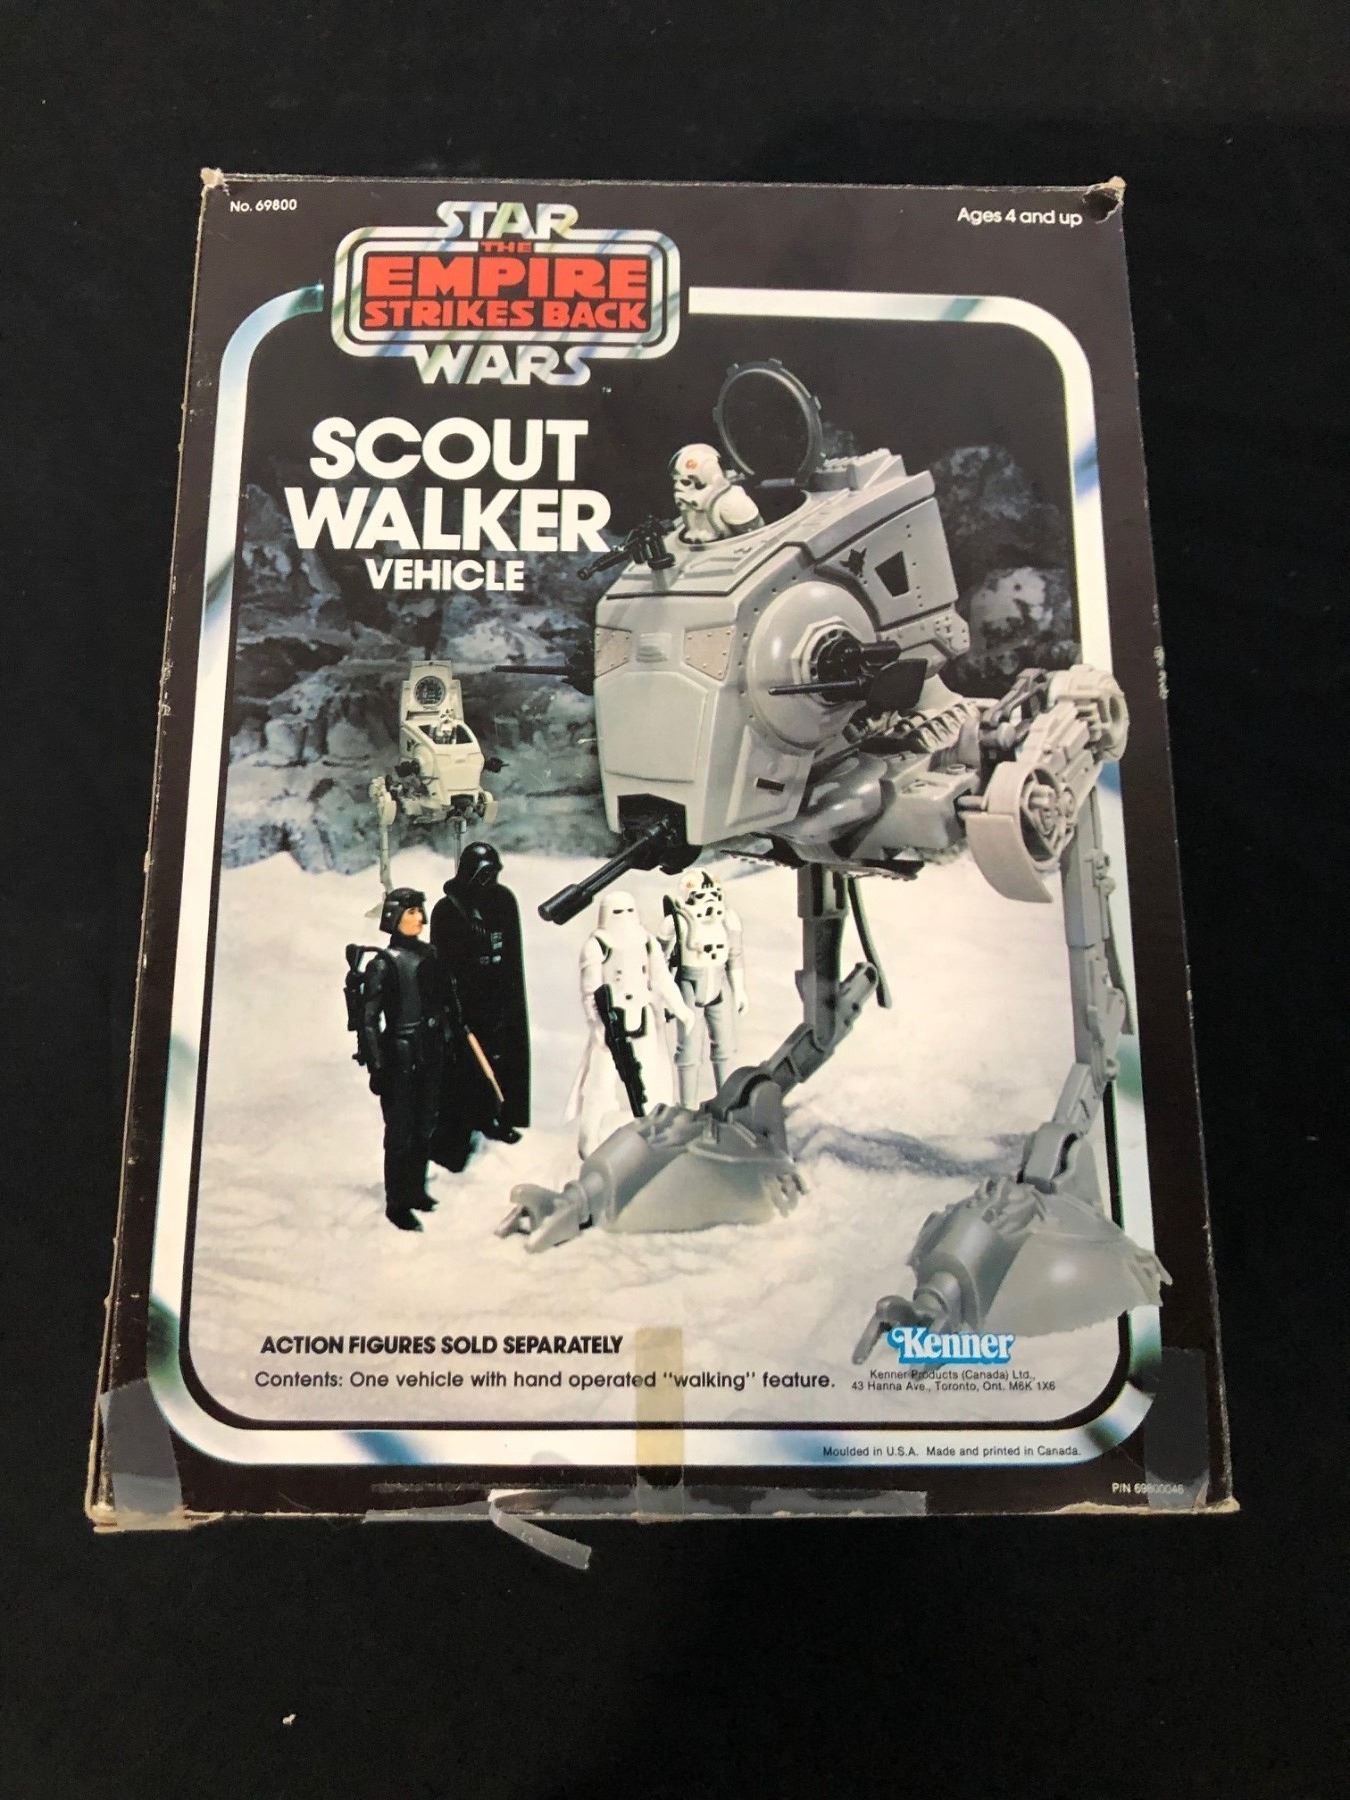 No. 69800
Ages 4 and up
STAR
THE
EMPIRE
STRIKES BACK
WARS
SCOUT
WALKER
VEHICLE
ACTION FIGURES SOLD SEPARATELY
Contents: One vehicle with hand operated "walking" feature.
Kenner
Kenner Products (Canada) Ltd.,
43 Hanna Ave., Toronto, Ont. M6K 1X6
Moulded in U.S.A. Made and printed in Canada.
P/N 69800046